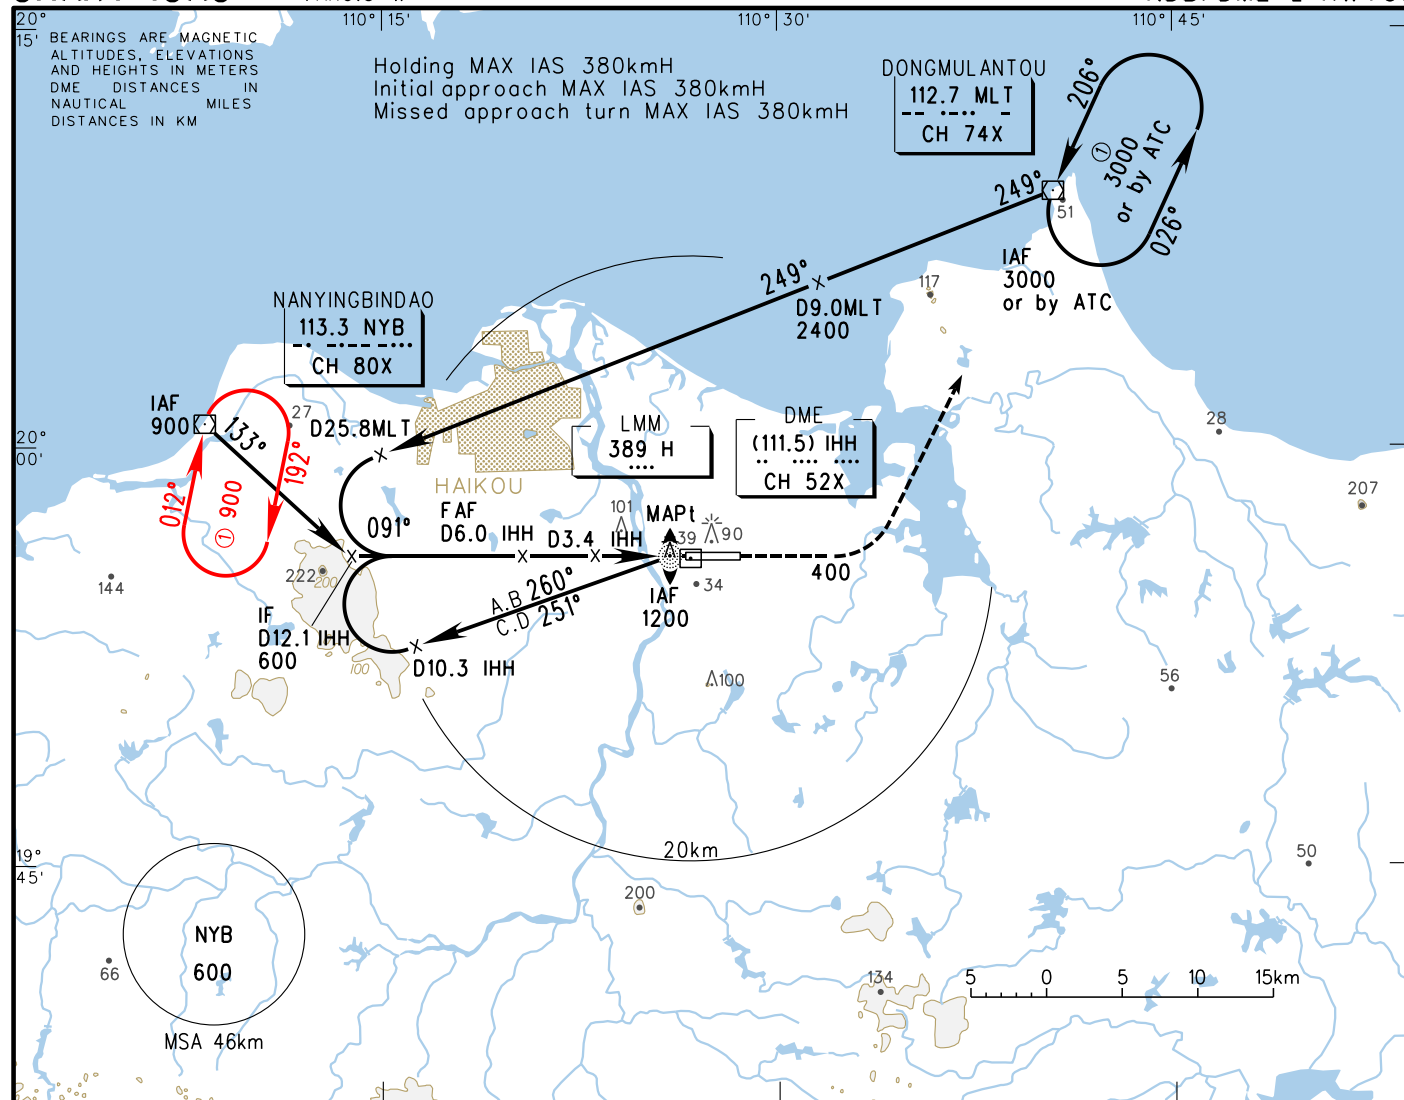 110°15'
110°30'
110°45'
20°
15'
BEARINGS ARE MAGNETIC
ALTITUDES, ELEVATIONS
AND HEIGHTS IN METERS
DME DISTANCES IN
NAUTICAL MILES
DISTANCES IN KM
Holding MAX IAS 380kmH
Initial approach MAX IAS 380kmH
Missed approach turn MAX IAS 380kmH
DONGMULANTOU
112.7 MLT
CH 74X
206°
① 3000
or by ATC
026°
249°
51
IAF
3000
or by ATC
249°
D9.0MLT
2400
117
NANYINGBINDAO
113.3 NYB
CH 80X
IAF
900
133°
27
192°
012°
① 900
D25.8MLT
LMM
389 H
DME
(111.5) IHH
CH 52X
28
20°
00'
HAIKOU
207
091°
FAF
D6.0 IHH
D3.4 IHH
101
MAPt
39
90
400
34
144
222
200
A.B 260°
C.D 251°
IAF
1200
IF
D12.1 IHH
600
100
D10.3 IHH
100
56
20km
19°
45'
50
200
NYB
600
66
134
MSA 46km
5 0 5 10 15km